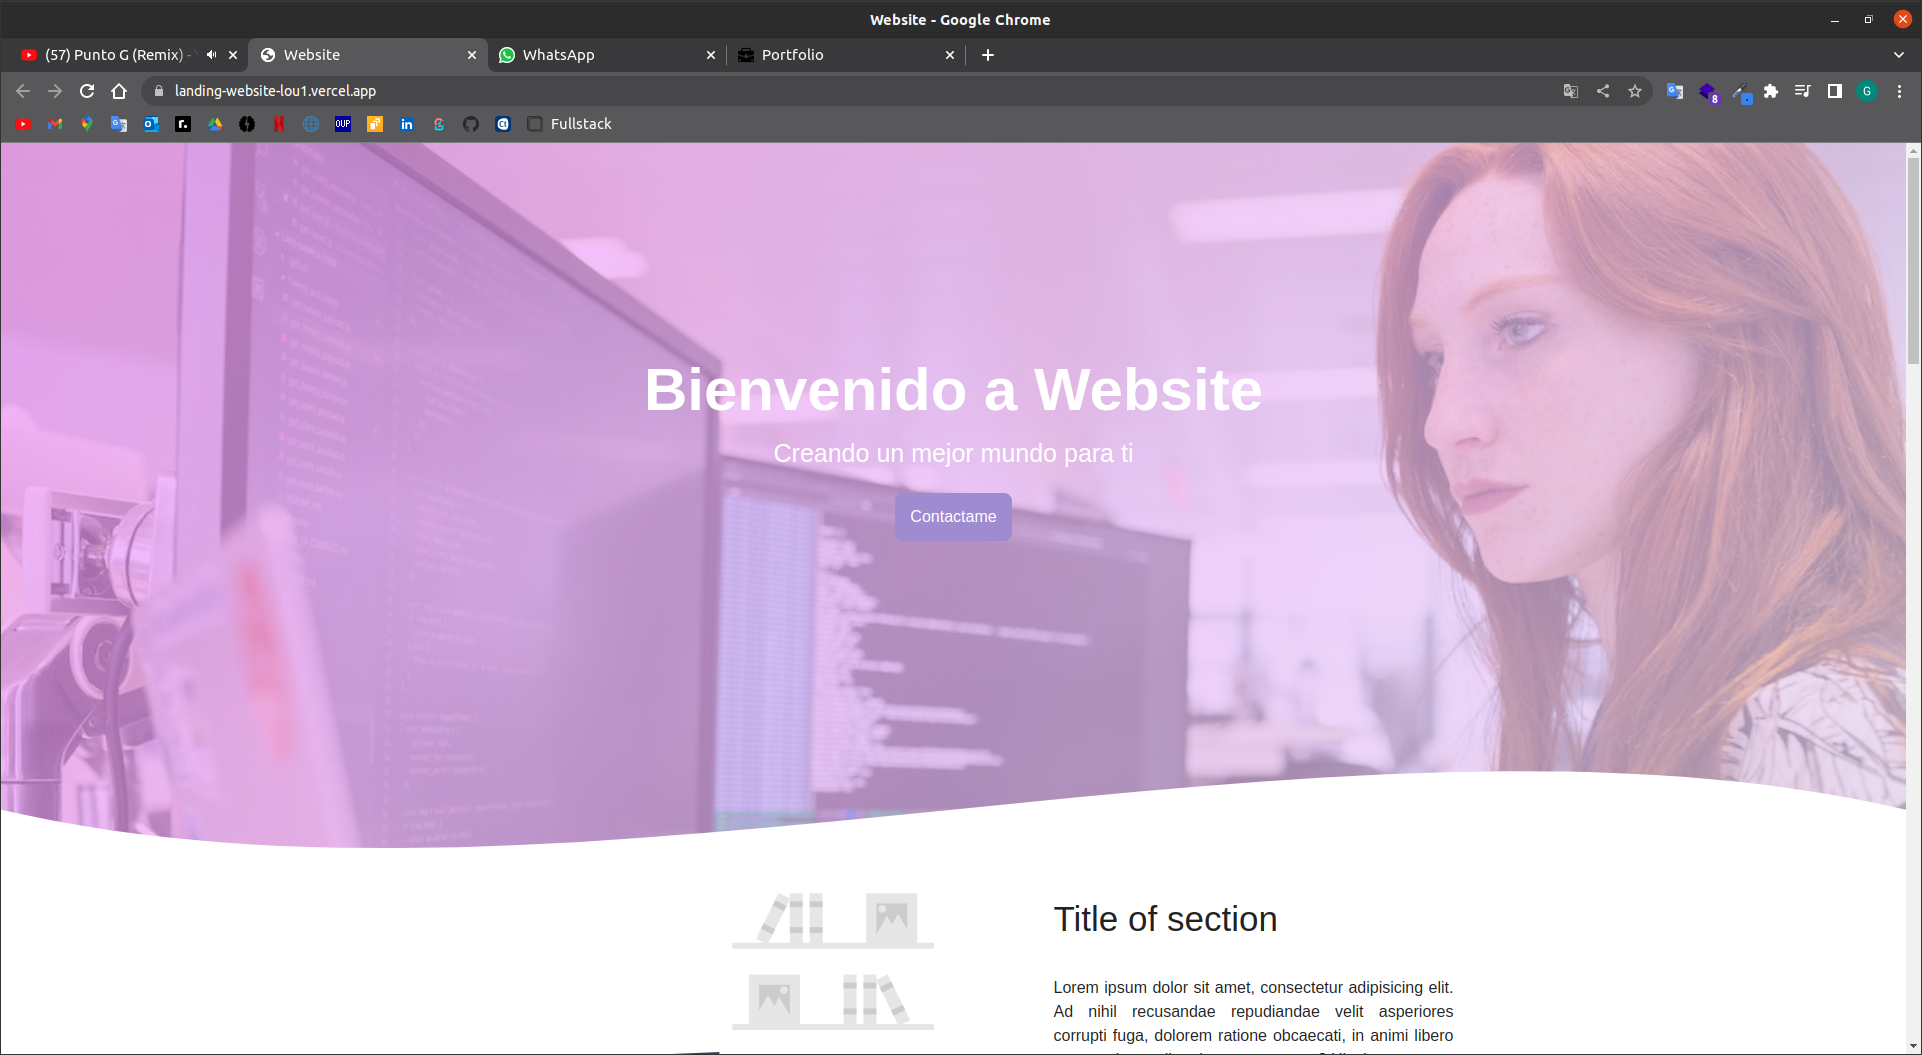 Website - Google Chrome
(57) Punto G (Remix) -
Website
WhatsApp
Portfolio
landing-website-lou1.vercel.app
8
G
OUP
Fullstack
Bienvenido a Website
Creando un mejor mundo para ti
Contactame
Title of section
Lorem ipsum dolor sit amet, consectetur adipisicing elit.
Ad nihil recusandae repudiandae velit asperiores
corrupti fuga, dolorem ratione obcaecati, in animi libero